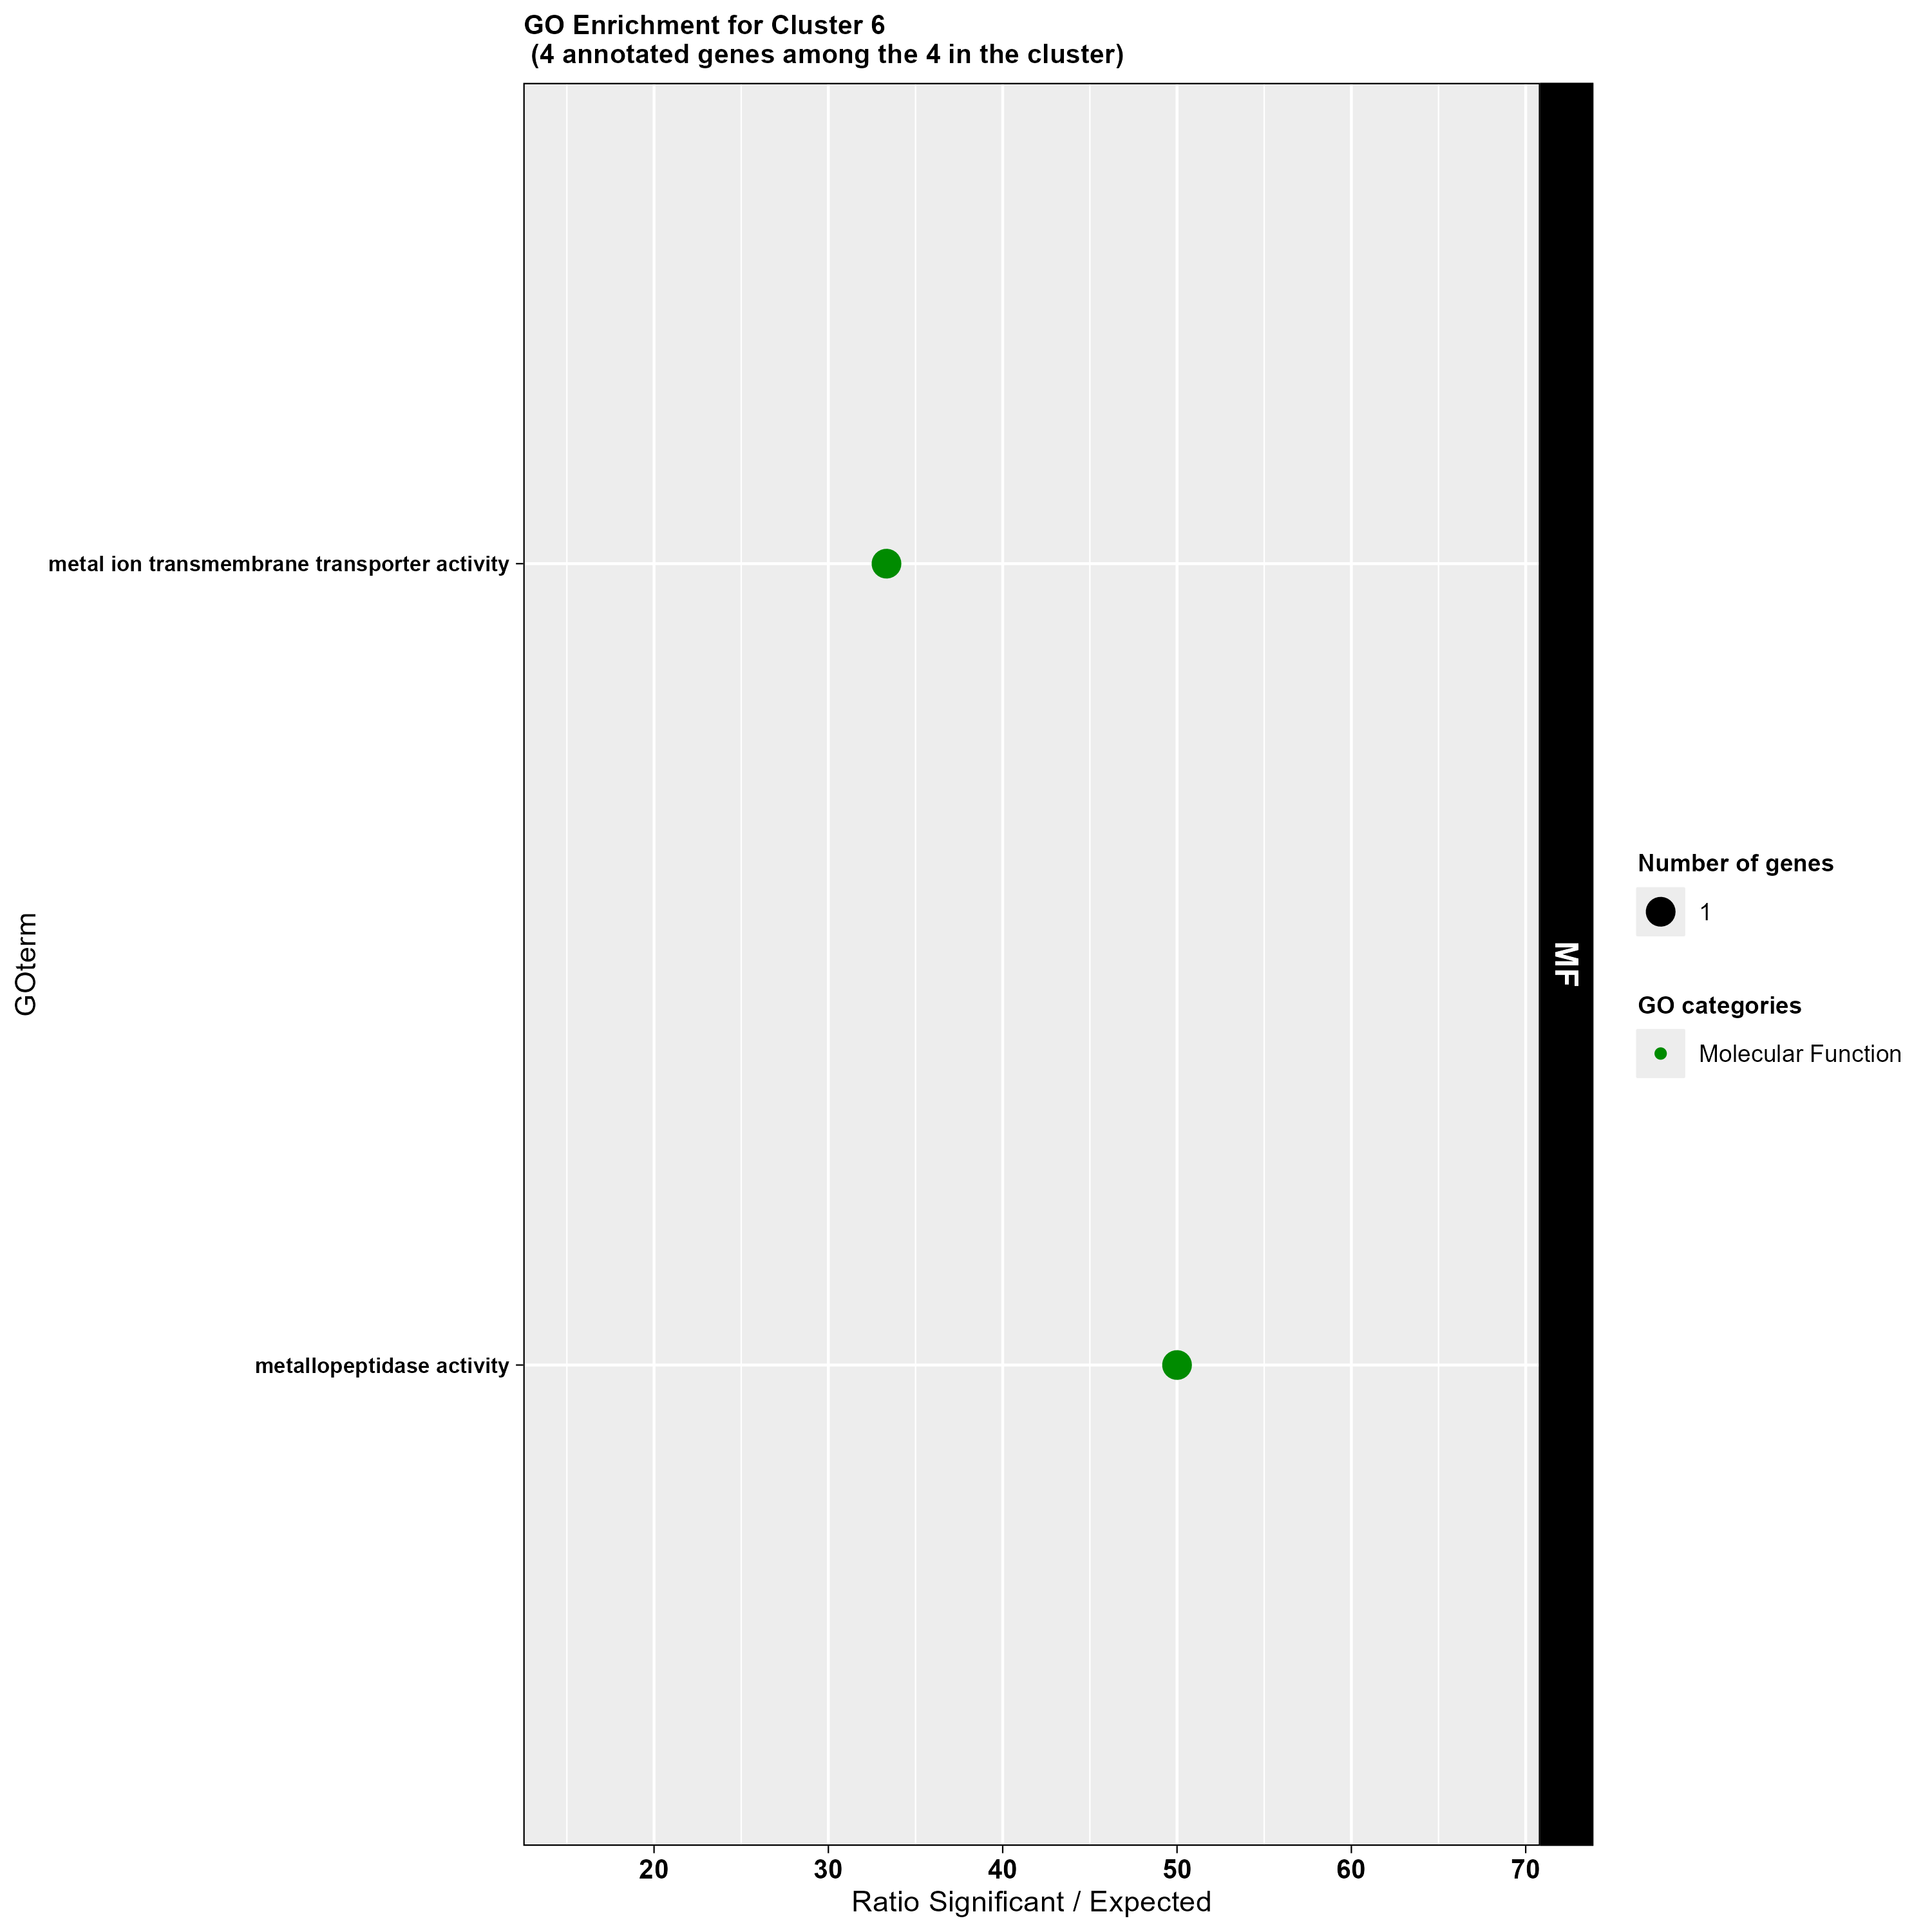 GO Enrichment for Cluster 6
(4 annotated genes among the 4 in the cluster)
GOterm
metal ion transmembrane transporter activity
metallopeptidase activity
MF
20 30 40 50 60 70
Ratio Significant / Expected
Number of genes
1
GO categories
Molecular Function